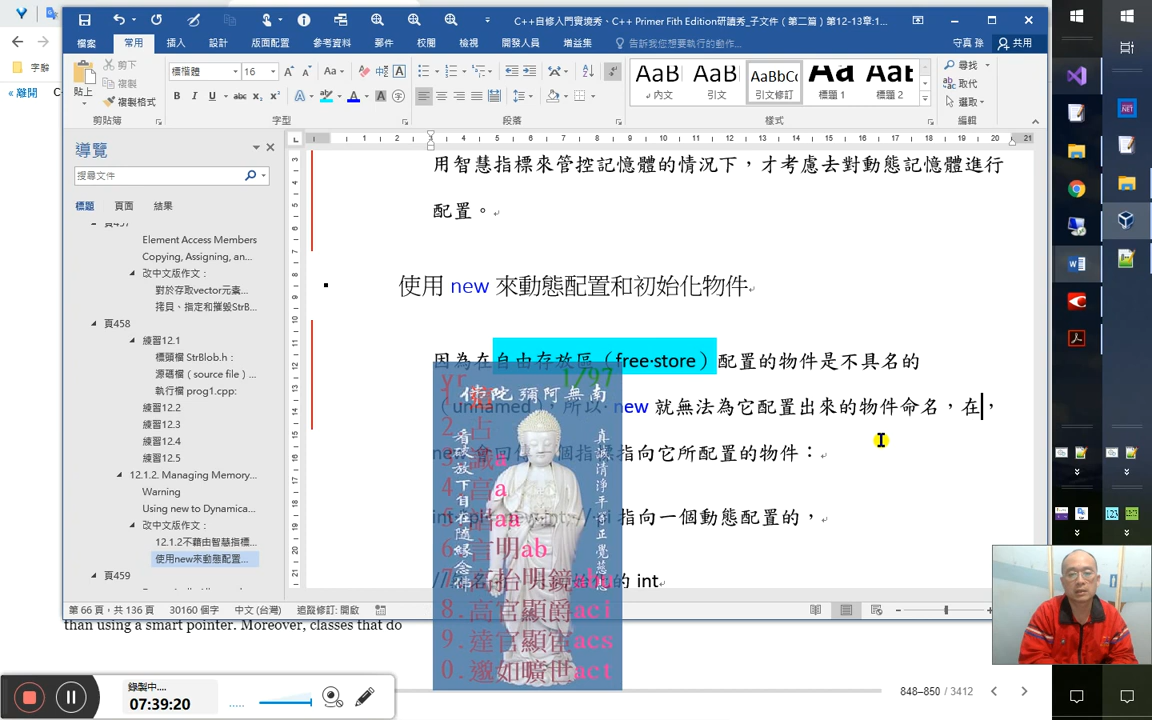 C++自修入門實境秀、C++ Primer Fith Edition研讀秀_子文件（第二篇）12-13章:1...
檔案 常用 插入 設計 版面配置 參考資料 郵件 校閱 檢視 開發人員 增益集 告訴我您想要執行的動作... 守真 孫 共用
貼上
剪下
複製
複製格式
剪貼簿
標楷體 16
字型
段落
AaBb AaBb AaBbCc Aa Aat
內文 引文 引文修訂 標題 1 標題 2
樣式
尋找
取代
選取
編輯
字齡
« 離開
導覽
搜尋文件
標題 頁面 結果
頁457
Element Access Members
Copying, Assigning, an...
改中文版作文：
對於存取vector元素...
拷貝、指定和摧毀StrB...
頁458
練習12.1
標頭檔 StrBlob.h：
源碼檔（source file）...
執行檔 prog1.cpp:
練習12.2
練習12.3
練習12.4
練習12.5
12.1.2. Managing Memory...
Warning
Using new to Dynamica...
改中文版作文：
12.1.2不藉由智慧指標...
使用new來動態配置...
頁459
用智慧指標來管控記憶體的情況下，才考慮去對動態記憶體進行
配置。
使用 new 來動態配置和初始化物件
因為在自由存放區（free·store）配置的物件是不具名的
（unnamed），所以· new 就無法為它配置出來的物件命名，在，
new 會回傳一個指標指向它所配置的物件：
指向一個動態配置的，
的 int
yr 1/97
南無阿彌陀佛
真誠清淨平等正覺慈悲
看破放下自在隨緣念佛
a
4.言a
aa
6.言明ab
8.高官顯爵aci
9.達官顯宦acs
0.邈如曠世act
第 66 頁，共 136 頁 30160 個字 中文 (台灣) 追蹤修訂: 開啟
than using a smart pointer. Moreover, classes that do
錄製中...
07:39:20
848–850 / 3412